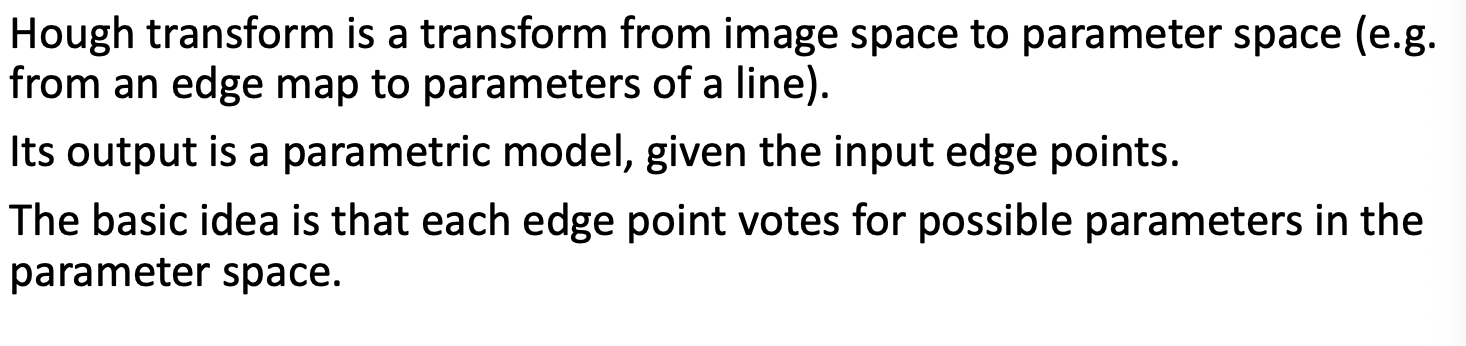 Hough transform is a transform from image space to parameter space (e.g.
from an edge map to parameters of a line).
Its output is a parametric model, given the input edge points.
The basic idea is that each edge point votes for possible parameters in the
parameter space.